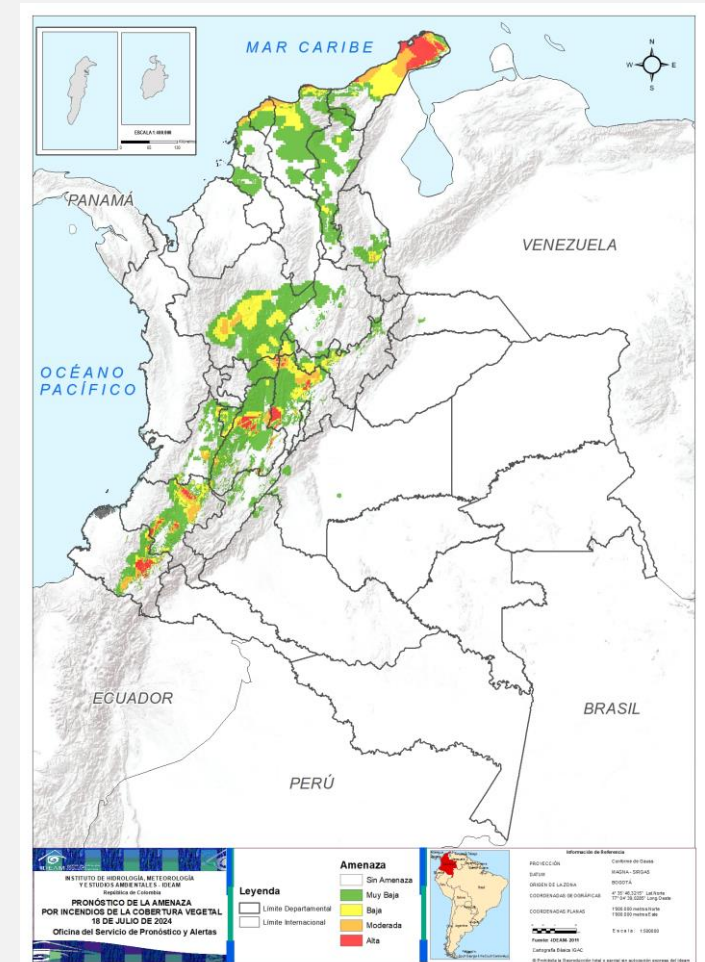 MAR CARIBE
N
W
E
S
PANAMÁ
VENEZUELA
OCÉANO
PACÍFICO
ECUADOR
BRASIL
PERÚ
INSTITUTO DE HIDROLOGÍA, METEOROLOGÍA
Y ESTUDIOS AMBIENTALES - IDEAM
República de Colombia
PRONÓSTICO DE LA AMENAZA
POR INCENDIOS DE LA COBERTURA VEGETAL
18 DE JULIO DE 2024
Oficina del Servicio de Pronóstico y Alertas
Leyenda
Límite Departamental
Límite Internacional
Amenaza
Sin Amenaza
Muy Baja
Baja
Moderada
Alta
Información de Referencia
PROYECCIÓN
DATUM
MAGNA - SIRGAS
ORIGEN DE LA ZONA
BOGOTÁ
COORDENADAS GEOGRÁFICAS
COORDENADAS PLANAS
Cartografía Básica: IGAC